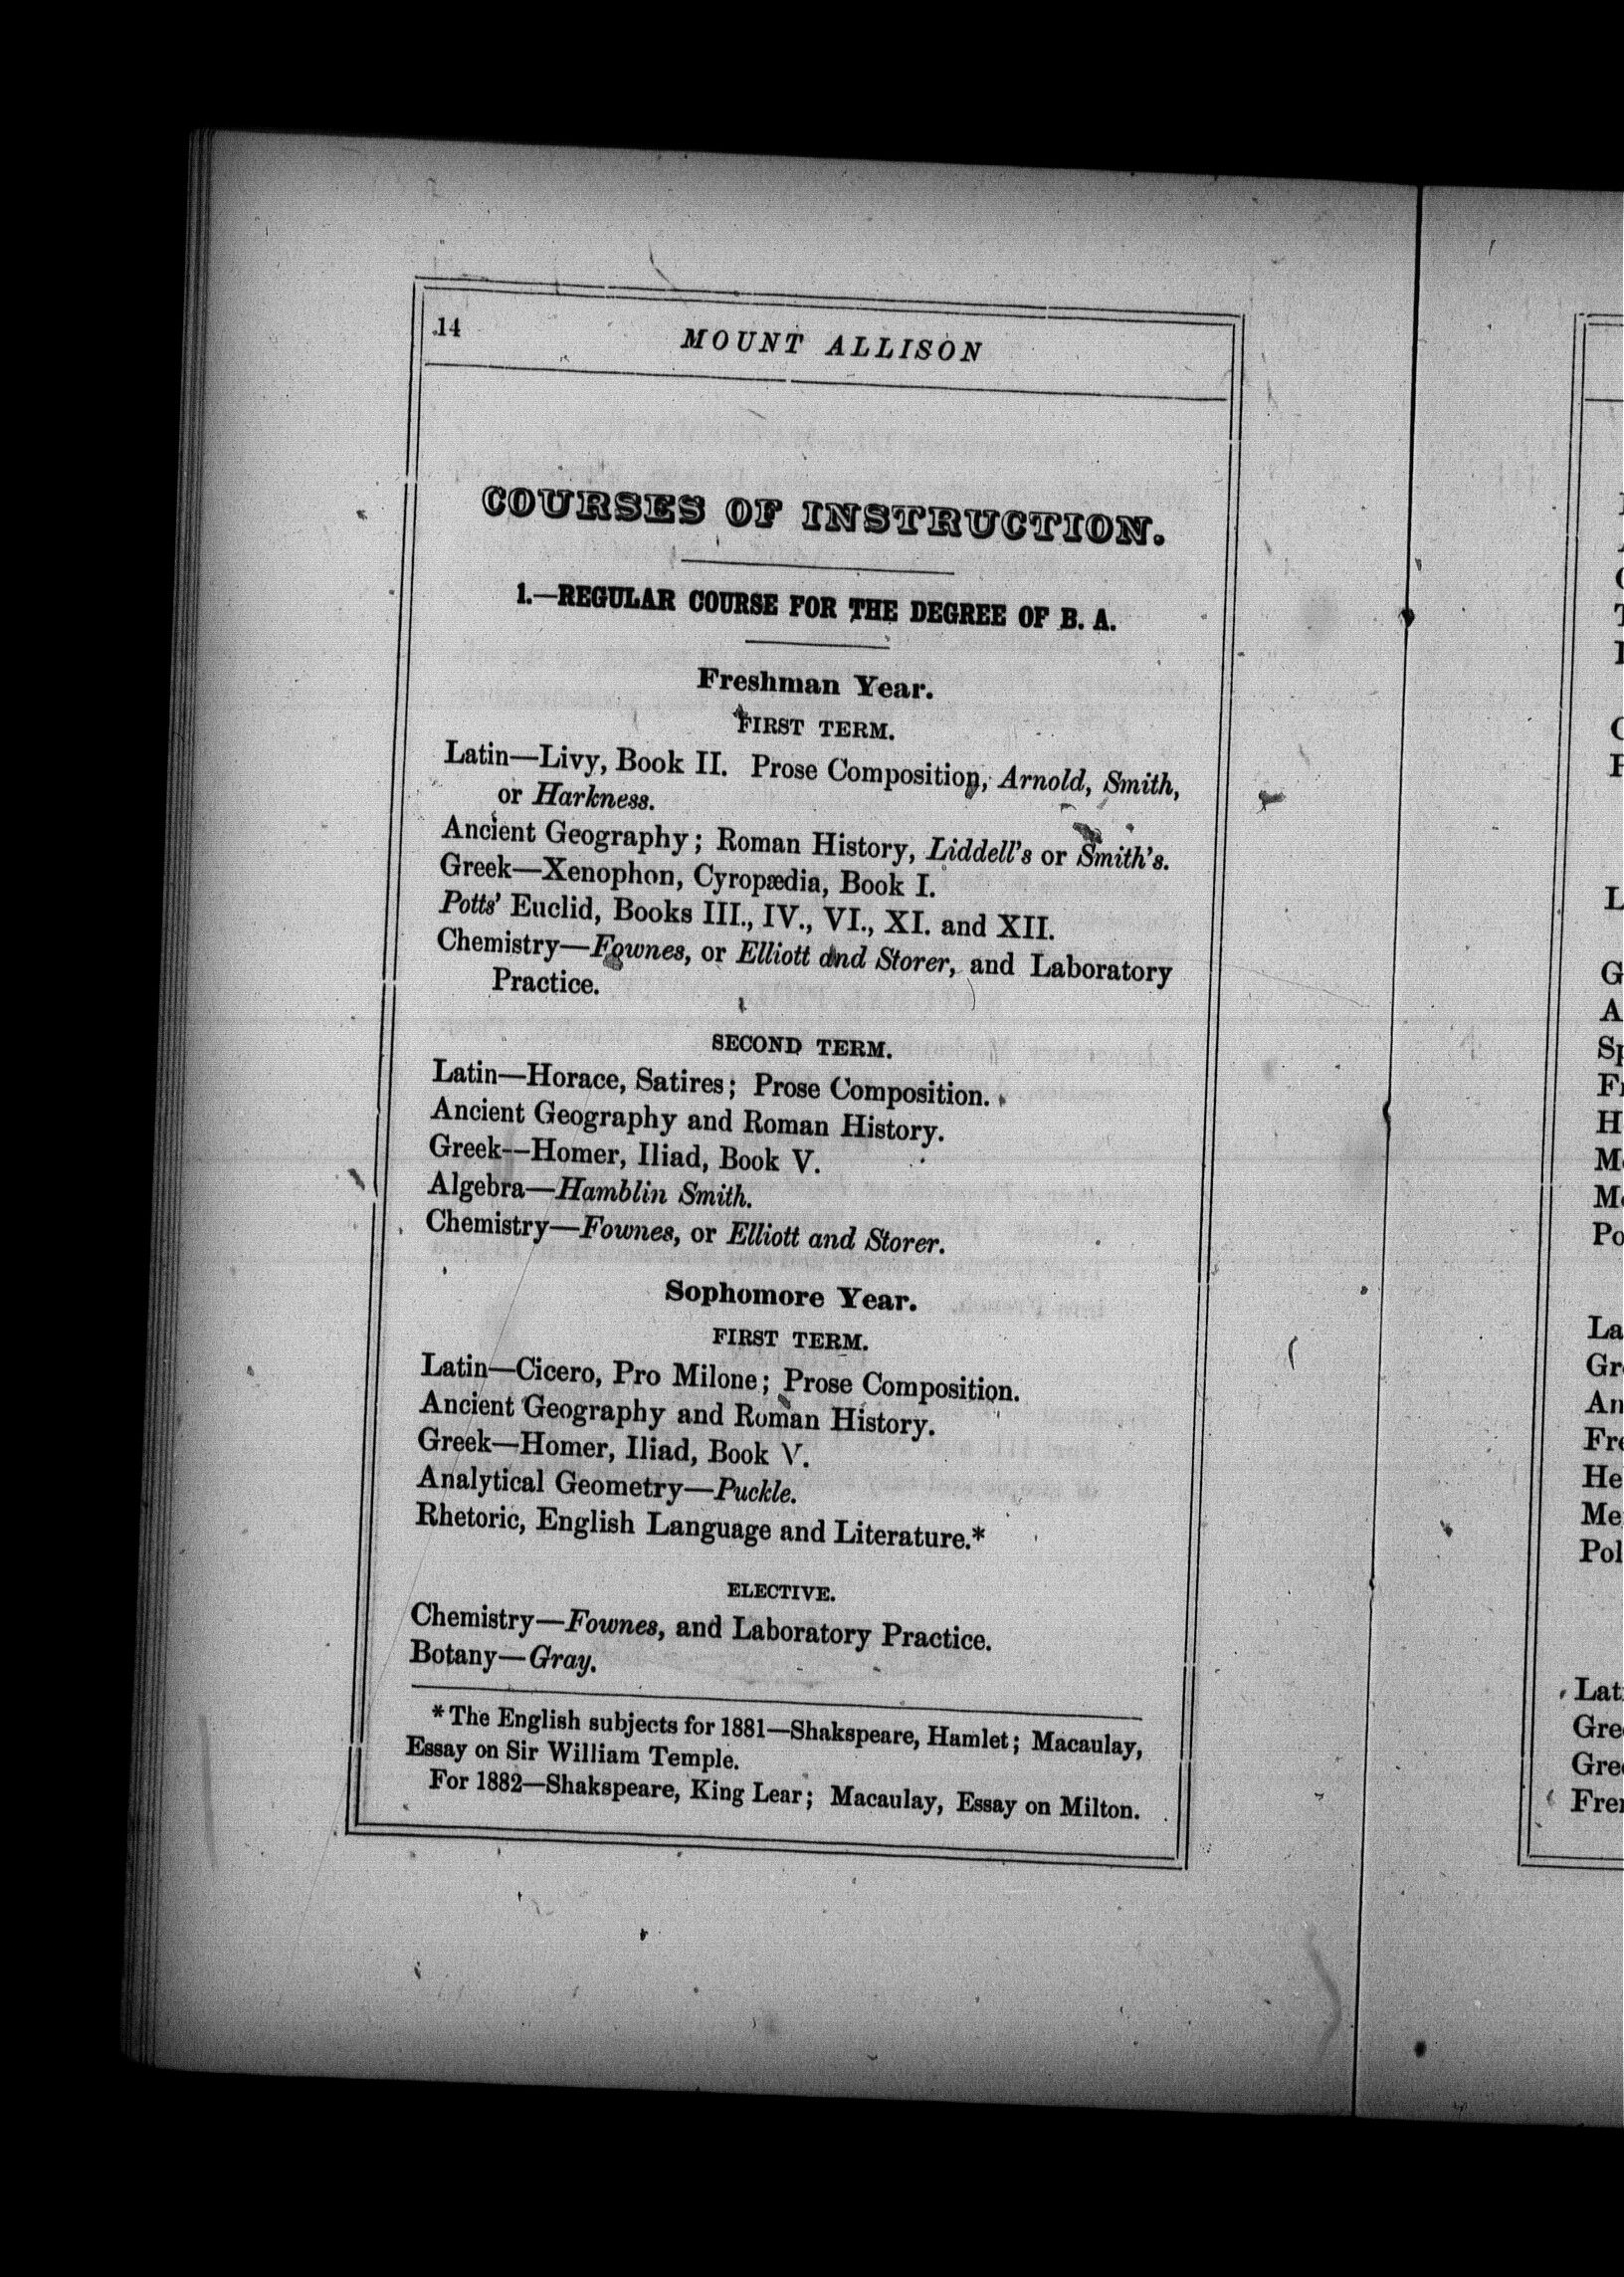 14
MOUNT ALLISON
COURSES OF INSTRUCTION.
1.—REGULAR COURSE FOR THE DEGREE OF B. A.
Freshman Year.
FIRST TERM.
Latin—Livy, Book II. Prose Composition, Arnold, Smith,
or Harkness.
Ancient Geography; Roman History, Liddell's or Smith's.
Greek—Xenophon, Cyropædia, Book I.
Potts' Euclid, Books III., IV., VI., XI. and XII.
Chemistry—Fownes, or Elliott and Storer, and Laboratory
Practice.
SECOND TERM.
Latin—Horace, Satires; Prose Composition.
Ancient Geography and Roman History.
Greek—Homer, Iliad, Book V.
Algebra—Hamblin Smith.
Chemistry—Fownes, or Elliott and Storer.
Sophomore Year.
FIRST TERM.
Latin—Cicero, Pro Milone; Prose Composition.
Ancient Geography and Roman History.
Greek—Homer, Iliad, Book V.
Analytical Geometry—Puckle.
Rhetoric, English Language and Literature.*
ELECTIVE.
Chemistry—Fownes, and Laboratory Practice.
Botany—Gray.
* The English subjects for 1881—Shakspeare, Hamlet; Macaulay,
Essay on Sir William Temple.
For 1882—Shakspeare, King Lear; Macaulay, Essay on Milton.